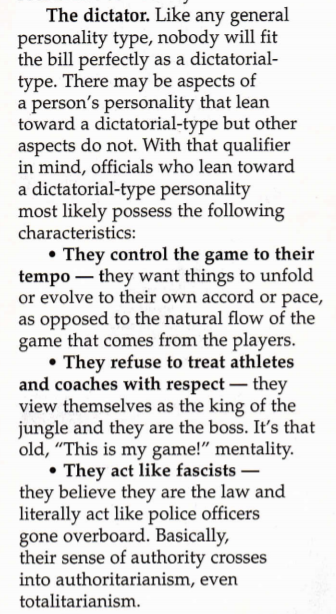 The dictator. Like any general
personality type, nobody will fit
the bill perfectly as a dictatorial-
type. There may be aspects of
a person's personality that lean
toward a dictatorial-type but other
aspects do not. With that qualifier
in mind, officials who lean toward
a dictatorial-type personality
most likely possess the following
characteristics:
• They control the game to their
tempo — they want things to unfold
or evolve to their own accord or pace,
as opposed to the natural flow of the
game that comes from the players.
• They refuse to treat athletes
and coaches with respect — they
view themselves as the king of the
jungle and they are the boss. It's that
old, "This is my game!" mentality.
• They act like fascists —
they believe they are the law and
literally act like police officers
gone overboard. Basically,
their sense of authority crosses
into authoritarianism, even
totalitarianism.